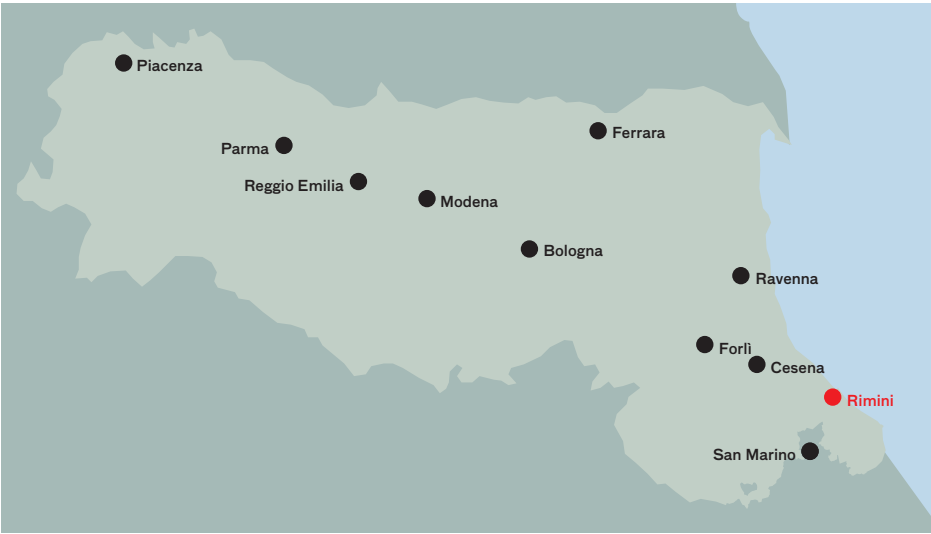 Piacenza
Ferrara
Parma
Reggio Emilia
Modena
Bologna
Ravenna
Forlì
Cesena
Rimini
San Marino